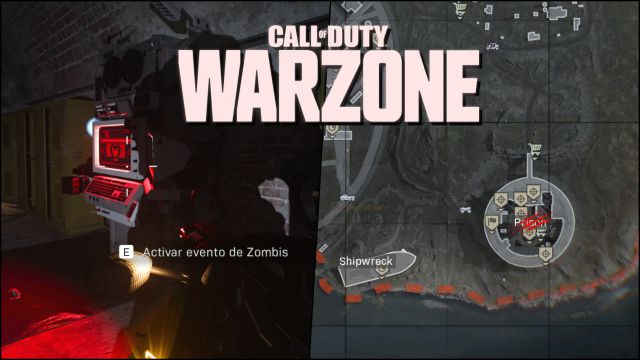 CALL OF DUTY
WARZONE
E Activar evento de Zombis
Prison
Shipwreck